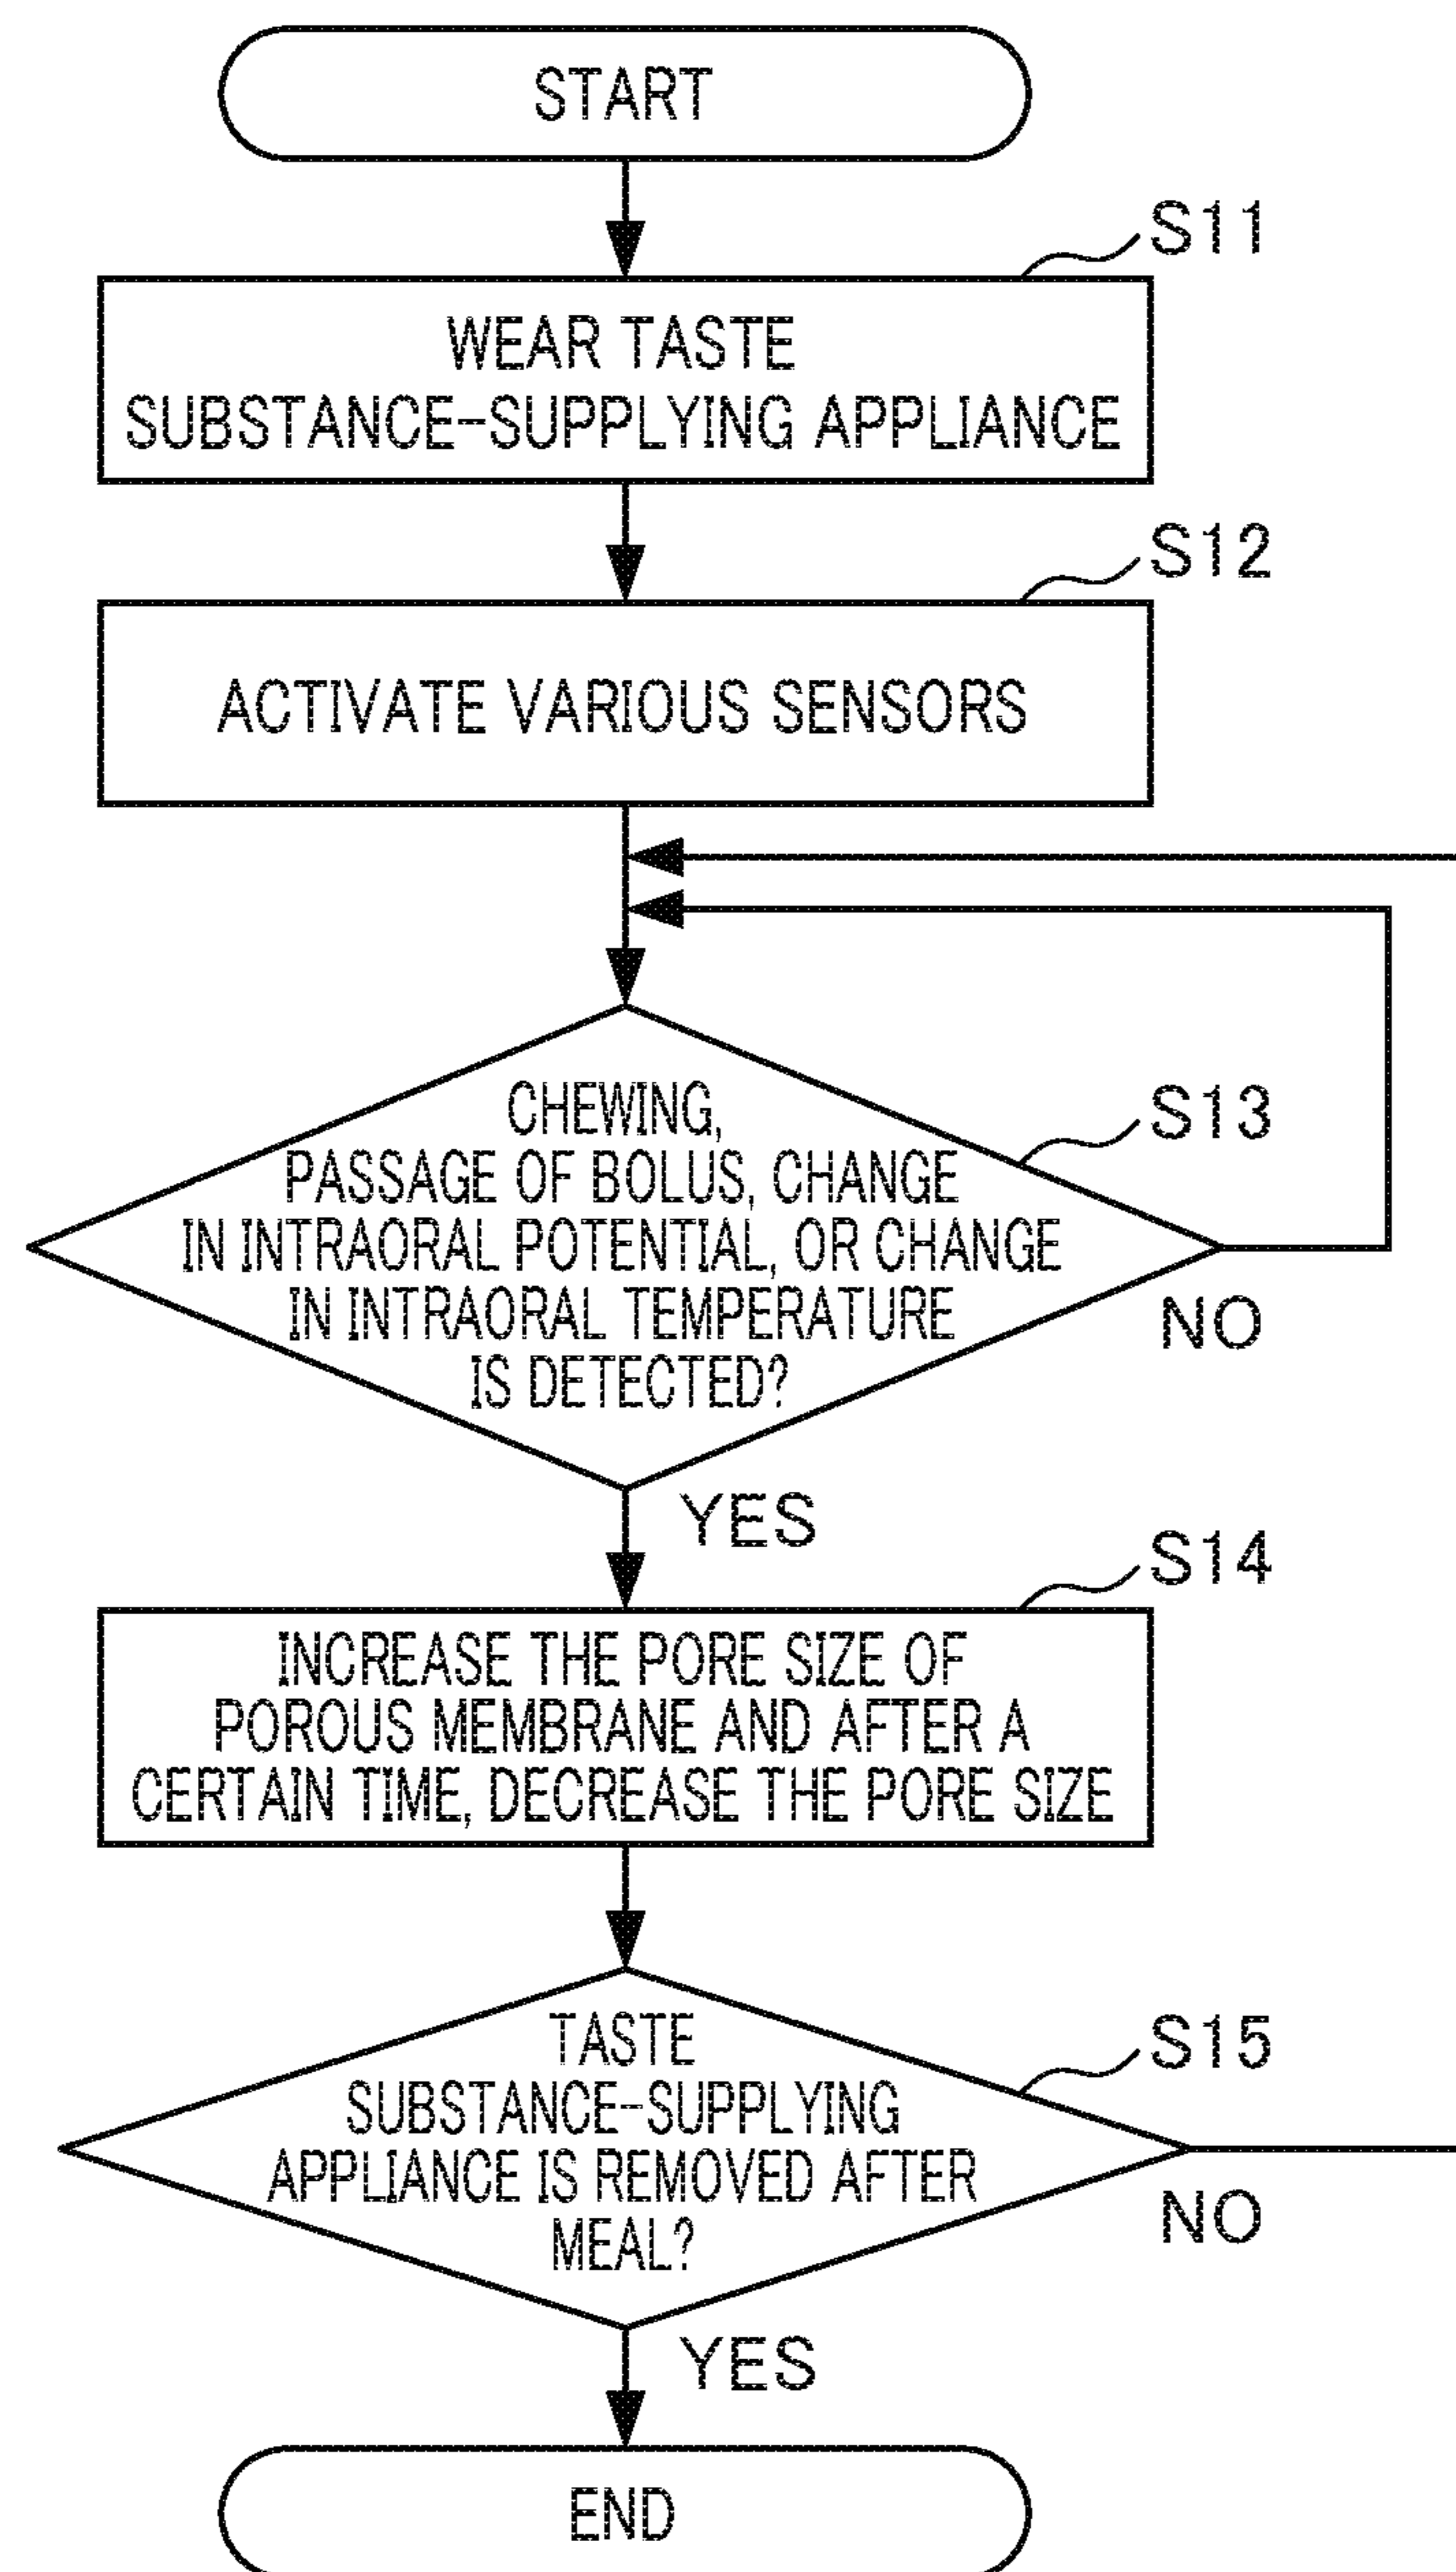 START
S11
WEAR TASTE
SUBSTANCE-SUPPLYING APPLIANCE
S12
ACTIVATE VARIOUS SENSORS
S13
CHEWING,
PASSAGE OF BOLUS, CHANGE
IN INTRAORAL POTENTIAL, OR CHANGE
IN INTRAORAL TEMPERATURE
IS DETECTED?
NO
YES
S14
INCREASE THE PORE SIZE OF
POROUS MEMBRANE AND AFTER A
CERTAIN TIME, DECREASE THE PORE SIZE
S15
TASTE
SUBSTANCE-SUPPLYING
APPLIANCE IS REMOVED AFTER
MEAL?
NO
YES
END